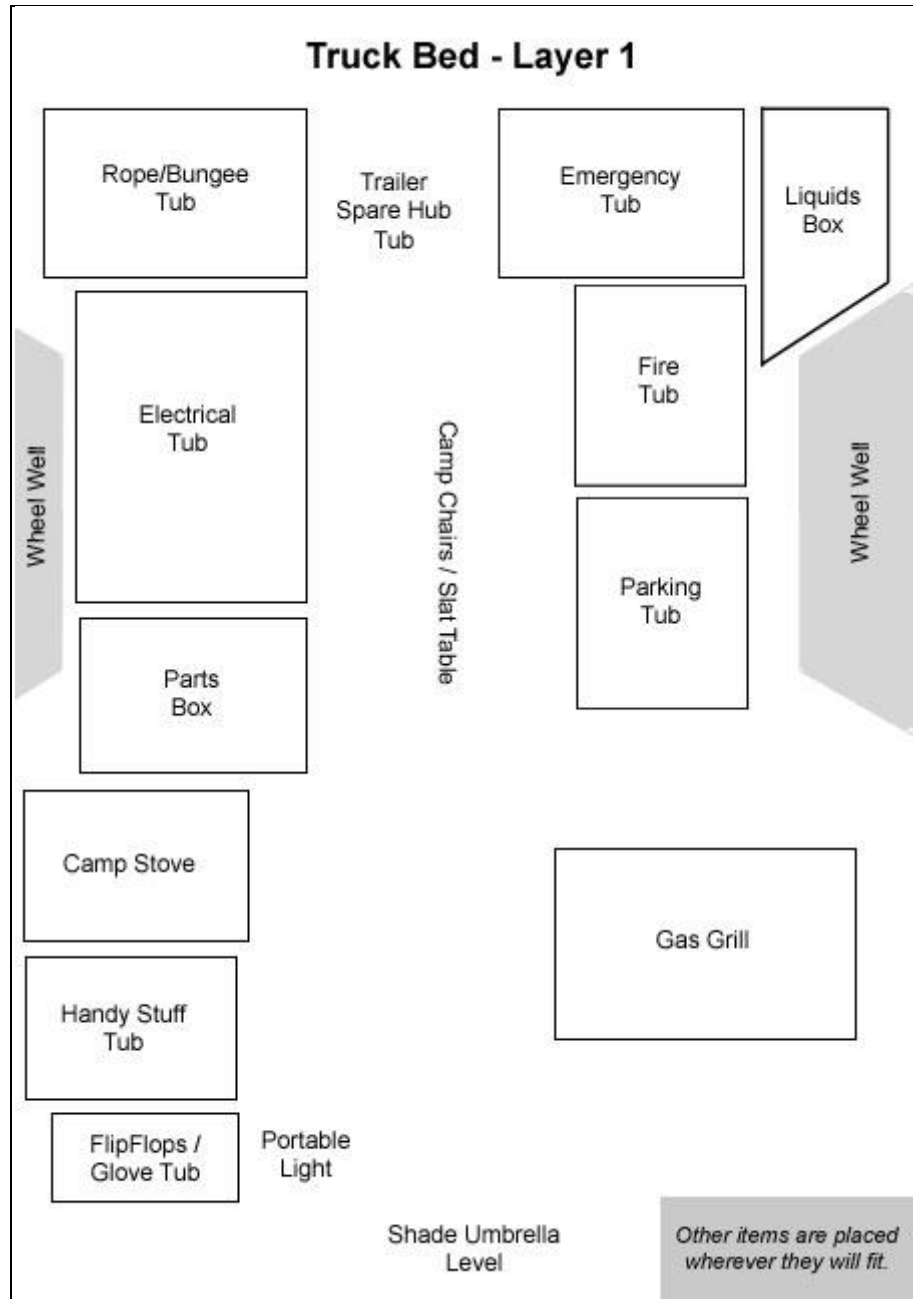 Truck Bed - Layer 1
Rope/Bungee
Tub
Trailer
Spare Hub
Tub
Emergency
Tub
Liquids
Box
Electrical
Tub
Fire
Tub
Wheel Well
Camp Chairs / Slat Table
Wheel Well
Parking
Tub
Parts
Box
Camp Stove
Gas Grill
Handy Stuff
Tub
FlipFlops /
Glove Tub
Portable
Light
Shade Umbrella
Level
Other items are placed
wherever they will fit.